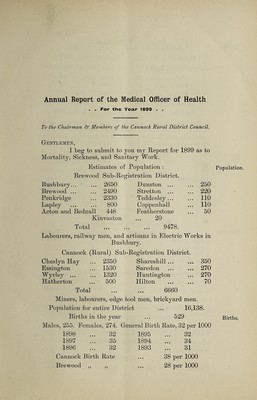 Annual Report of the Medical Officer of Health
. . For the Year 1899 . .
To the Chairman & Members of the Cannock Rural District Council.
GENTLEMEN,
I beg to submit to you my Report for 1899 as to
Mortality, Sickness, and Sanitary Work.
Estimates of Population : Population.
Brewood Sub-Registration District.
Bushbury... ... 2650 Dunston ... ... 250
Brewood ... ... 2490 Stretton ... ... 220
Penkridge ... 2330 Teddesley ... ... 110
Lapley ... ... 800 Coppenhall ... 110
Acton and Bednall 448 Featherstone ... 50
Kinvaston ... 20
Total ... ... ... 9478.
Labourers, railway men, and artisans in Electric Works in
Bushbury.
Cannock (Rural) Sub-Registration District.
Cheslyn Hay ... 2350 Shareshill ... ... 350
Essington ... 1530 Saredon ... ... 270
Wyrley ... ... 1320 Huntington ... 270
Hatherton ... 500 Hilton ... ... 70
Total ... ... 6660
Miners, labourers, edge tool men, brickyard men.
Population for entire District ... 16,138.
Births in the year ... 529 Births.
Males, 255. Females, 274. General Birth Rate, 32 per 1000
1898 ... 32 1895 ... 32
1897 ... 35 1894 ... 34
1896 ... 32 1893 ... 31
Cannock Birth Rate ... 38 per 1000
Brewood „ „ ... 28 per 1000